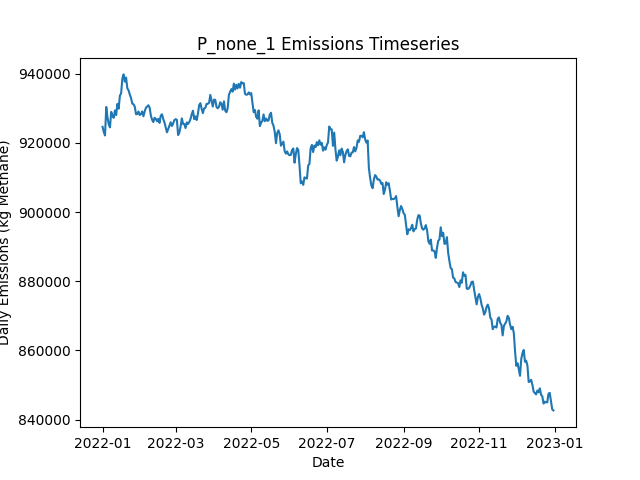 P_none_1 Emissions Timeseries
Daily Emissions (kg Methane)
940000
920000
900000
880000
860000
840000
2022-01 2022-03 2022-05 2022-07 2022-09 2022-11 2023-01
Date